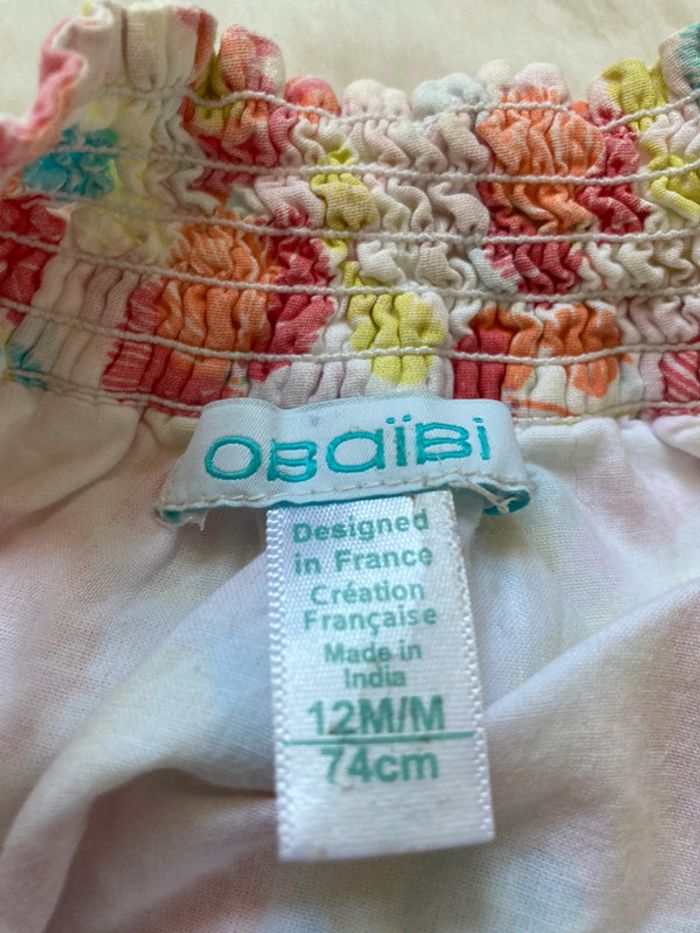 obaïbi
Designed
in France
Création
Française
Made in
India
12M/M
74cm